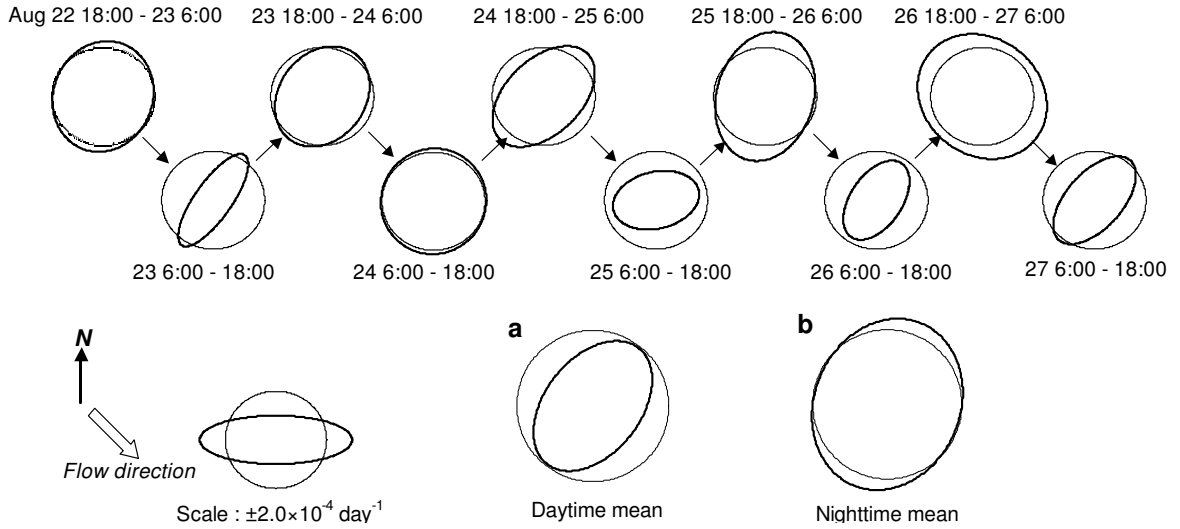 Aug 22 18:00 - 23 6:00
23 18:00 - 24 6:00
24 18:00 - 25 6:00
25 18:00 - 26 6:00
26 18:00 - 27 6:00
23 6:00 - 18:00
24 6:00 - 18:00
25 6:00 - 18:00
26 6:00 - 18:00
27 6:00 - 18:00
N
Flow direction
Scale : ±2.0×10⁻⁴ day⁻¹
a
Daytime mean
b
Nighttime mean